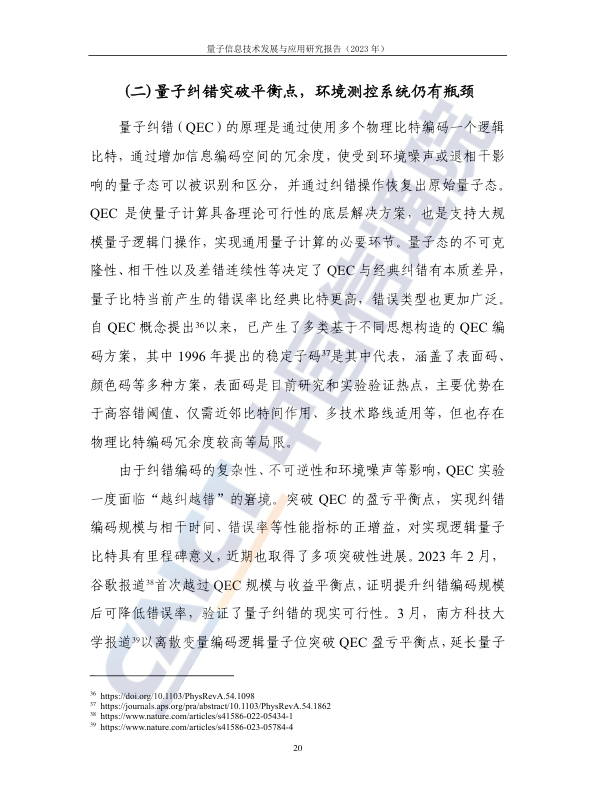 量子信息技术发展与应用研究报告（2023 年）
(二)量子纠错突破平衡点，环境测控系统仍有瓶颈
量子纠错（QEC）的原理是通过使用多个物理比特编码一个逻辑
比特，通过增加信息编码空间的冗余度，使受到环境噪声或退相干影
响的量子态可以被识别和区分，并通过纠错操作恢复出原始量子态。
QEC 是使量子计算具备理论可行性的底层解决方案，也是支持大规
模量子逻辑门操作，实现通用量子计算的必要环节。量子态的不可克
隆性、相干性以及差错连续性等决定了 QEC 与经典纠错有本质差异，
量子比特当前产生的错误率比经典比特更高，错误类型也更加广泛。
自 QEC 概念提出36以来，已产生了多类基于不同思想构造的 QEC 编
码方案，其中 1996 年提出的稳定子码37是其中代表，涵盖了表面码、
颜色码等多种方案，表面码是目前研究和实验验证热点，主要优势在
于高容错阈值、仅需近邻比特间作用、多技术路线适用等，但也存在
物理比特编码冗余度较高等局限。
由于纠错编码的复杂性、不可逆性和环境噪声等影响，QEC 实验
一度面临“越纠越错”的窘境。突破 QEC 的盈亏平衡点，实现纠错
编码规模与相干时间、错误率等性能指标的正增益，对实现逻辑量子
比特具有里程碑意义，近期也取得了多项突破性进展。2023 年 2 月，
谷歌报道38首次越过 QEC 规模与收益平衡点，证明提升纠错编码规模
后可降低错误率，验证了量子纠错的现实可行性。3 月，南方科技大
学报道39以离散变量编码逻辑量子位突破 QEC 盈亏平衡点，延长量子
36 https://doi.org/10.1103/PhysRevA.54.1098
37 https://journals.aps.org/pra/abstract/10.1103/PhysRevA.54.1862
38 https://www.nature.com/articles/s41586-022-05434-1
39 https://www.nature.com/articles/s41586-023-05784-4
20
CAICT 中国信通院